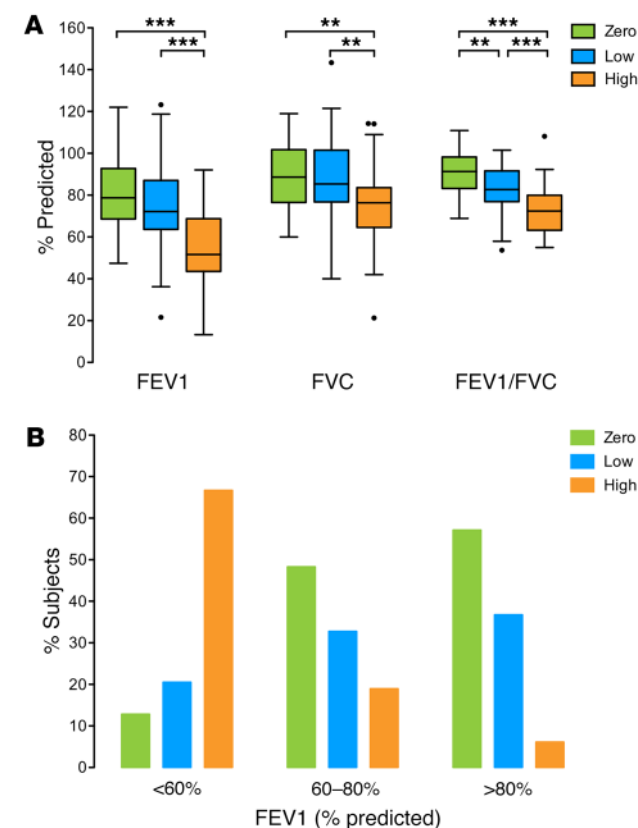 A
*** ** ***
*** ** ** ***
Zero
Low
High
% Predicted
160
140
120
100
80
60
40
20
0
FEV1 FVC FEV1/FVC
B
Zero
Low
High
% Subjects
80
70
60
50
40
30
20
10
0
<60% 60–80% >80%
FEV1 (% predicted)